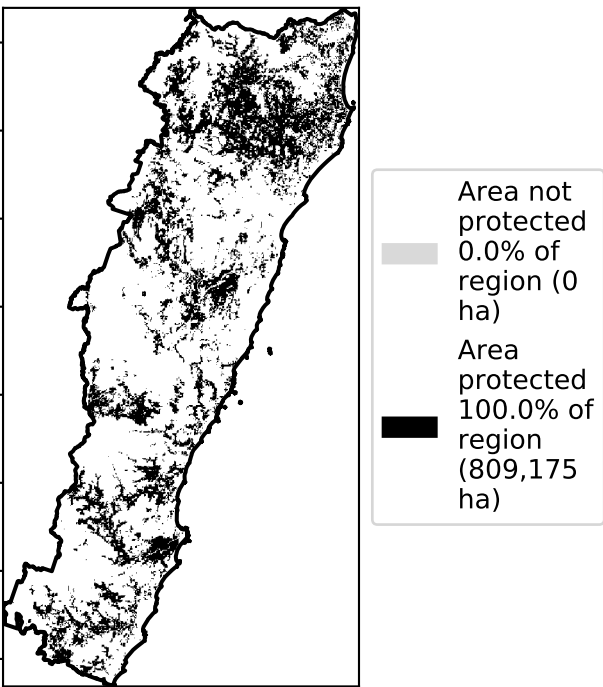 Area not
protected
0.0% of
region (0
ha)
Area
protected
100.0% of
region
(809,175
ha)